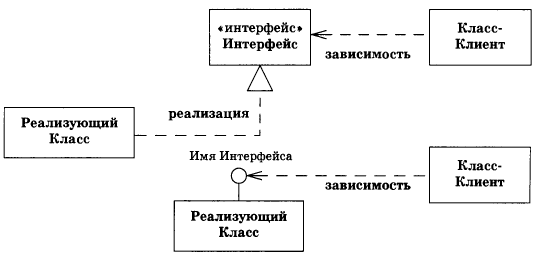 «интерфейс»
Интерфейс
Класс-
Клиент
зависимость
реализация
Реализующий
Класс
Имя Интерфейса
Класс-
Клиент
зависимость
Реализующий
Класс